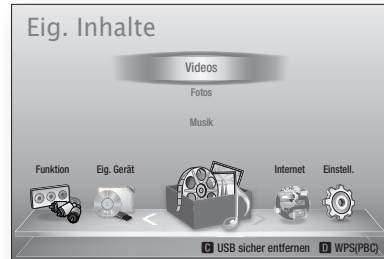 Eig. Inhalte
Videos
Fotos
Musik
Funktion Eig. Gerät Internet Einstell.
C USB sicher entfernen D WPS(PBC)